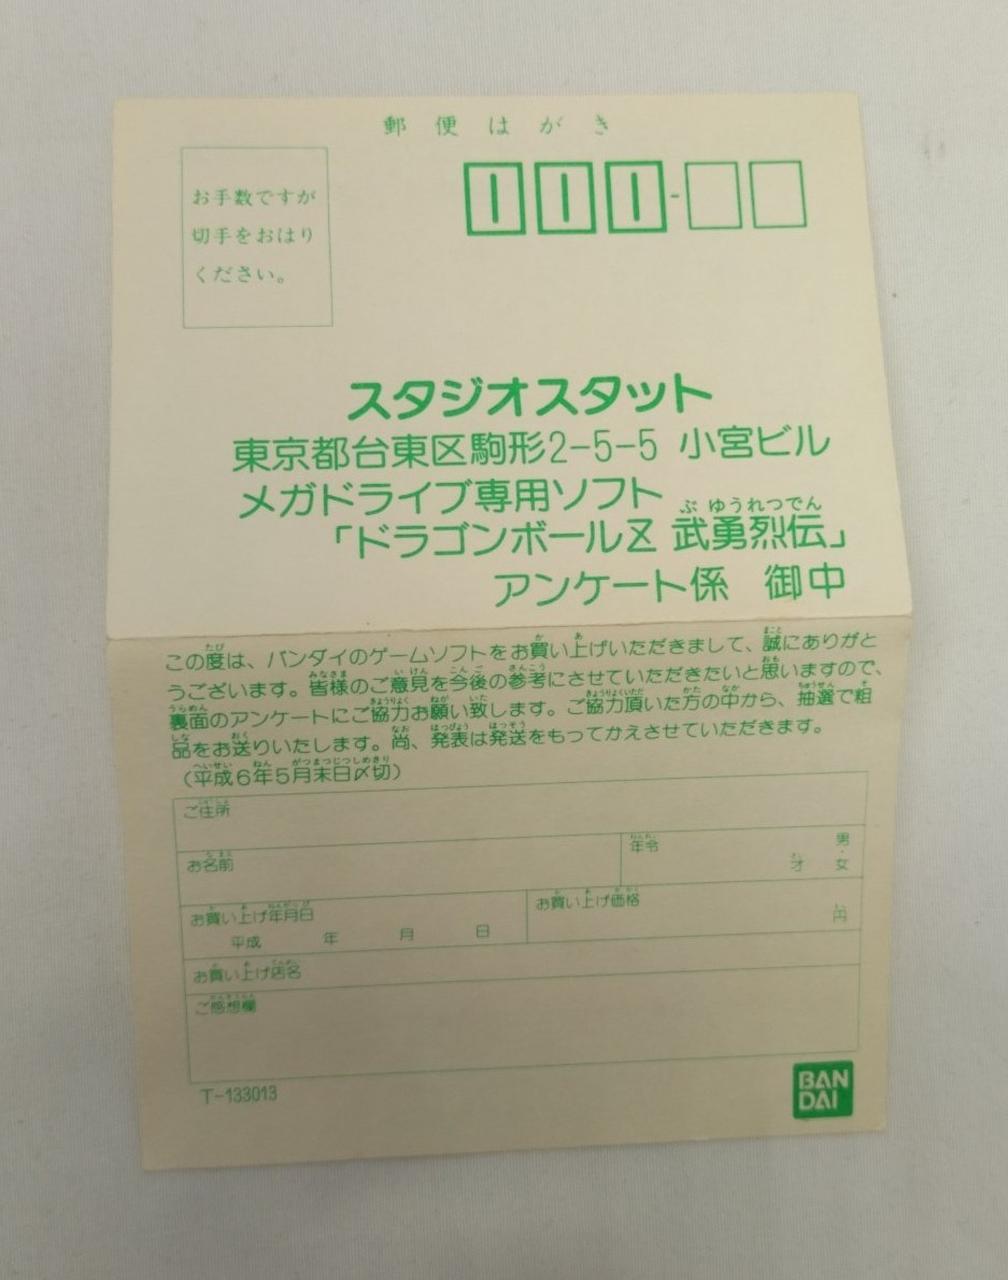 郵便はがき
お手数ですが
切手をおはり
ください。
111-
スタジオスタット
東京都台東区駒形2-5-5 小宮ビル
メガドライブ専用ソフト
「ドラゴンボールZ 武勇烈伝」
ぶ ゆうれつでん
アンケート係 御中
この度は、バンダイのゲームソフトをお買い上げいただきまして、誠にありがと
うございます。皆様のご意見を今後の参考にさせていただきたいと思いますので、
裏面のアンケートにご協力お願い致します。ご協力頂いた方の中から、抽選で粗
品をお送りいたします。尚、発表は発送をもってかえさせていただきます。
(平成6年5月末日〆切)
ご住所
お名前
年令
才
男・女
お買い上げ年月日
平成 年 月 日
お買い上げ価格
円
お買い上げ店名
ご感想欄
T-133013
BAN
DAI